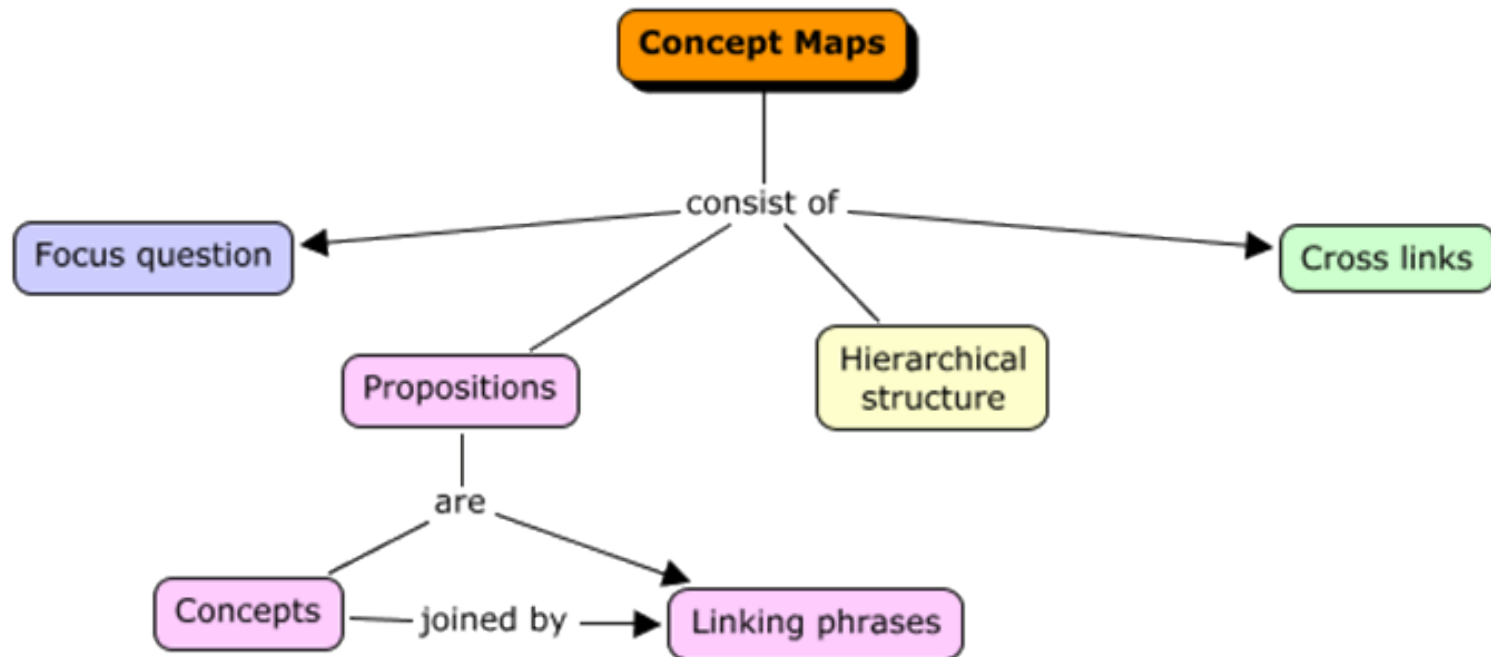 Concept Maps
consist of
Focus question
Cross links
Propositions
Hierarchical
structure
are
Concepts
joined by
Linking phrases